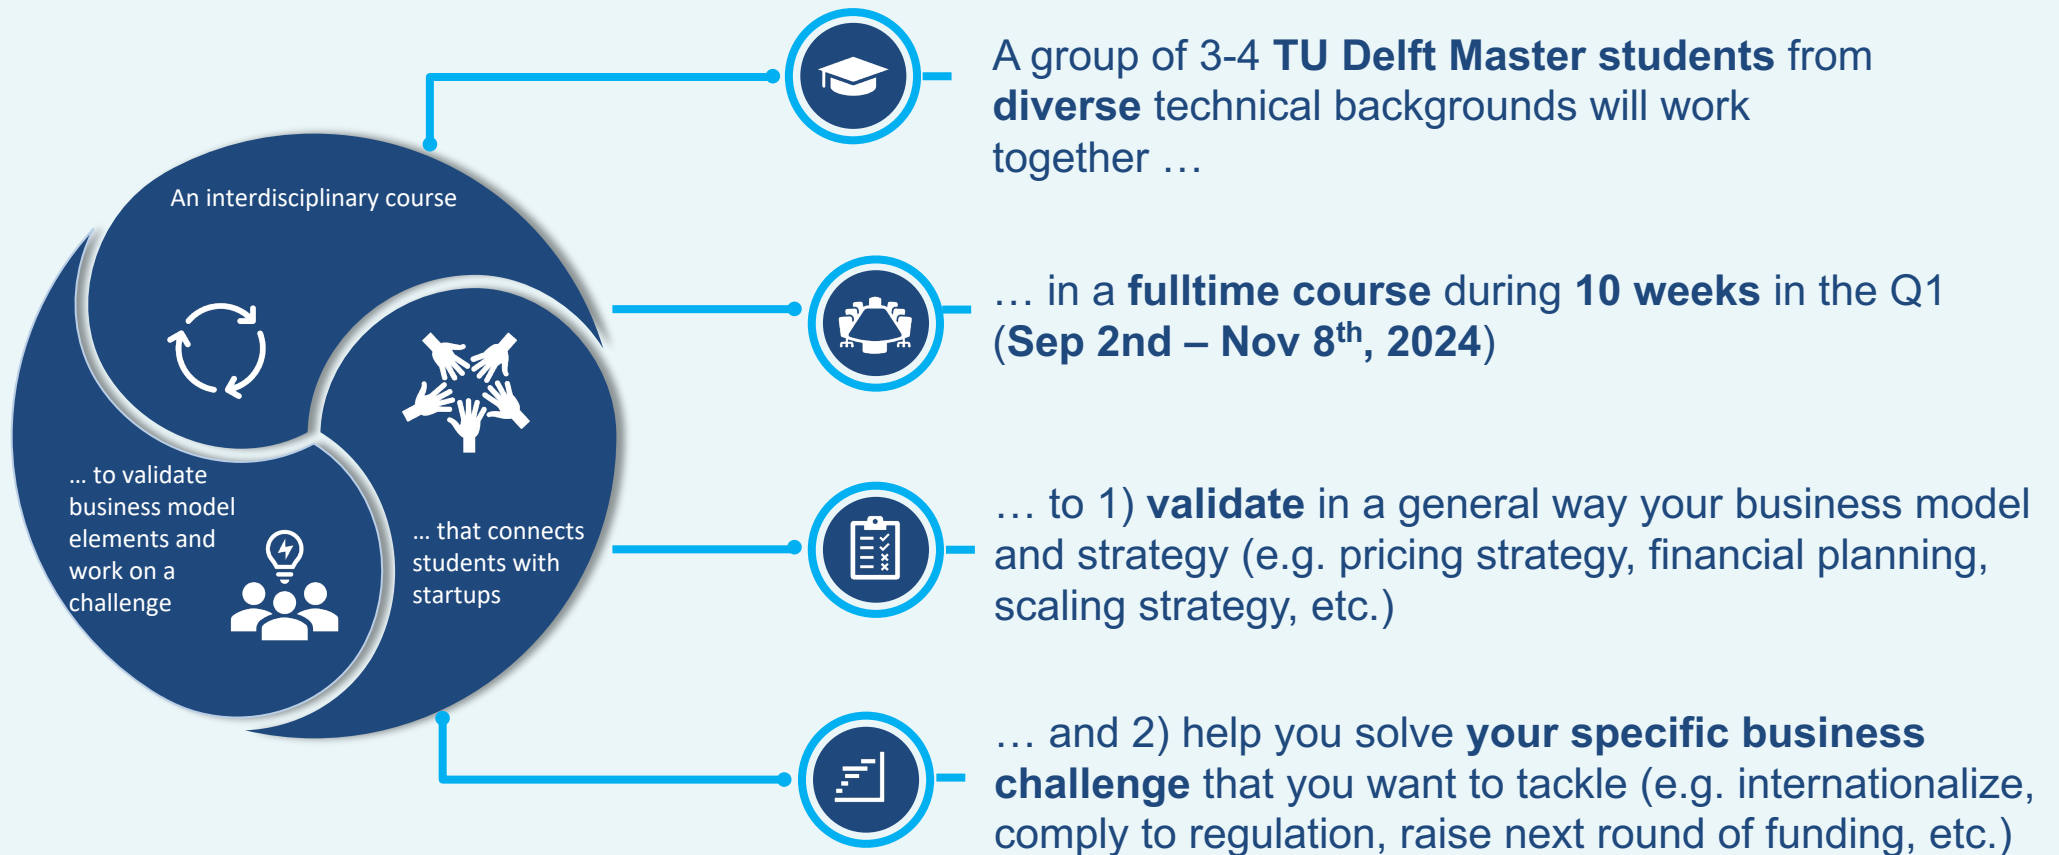 An interdisciplinary course
… to validate
business model
elements and
work on a
challenge
… that connects
students with
startups
A group of 3-4 TU Delft Master students from
diverse technical backgrounds will work
together …
… in a fulltime course during 10 weeks in the Q1
(Sep 2nd – Nov 8th, 2024)
… to 1) validate in a general way your business model
and strategy (e.g. pricing strategy, financial planning,
scaling strategy, etc.)
… and 2) help you solve your specific business
challenge that you want to tackle (e.g. internationalize,
comply to regulation, raise next round of funding, etc.)